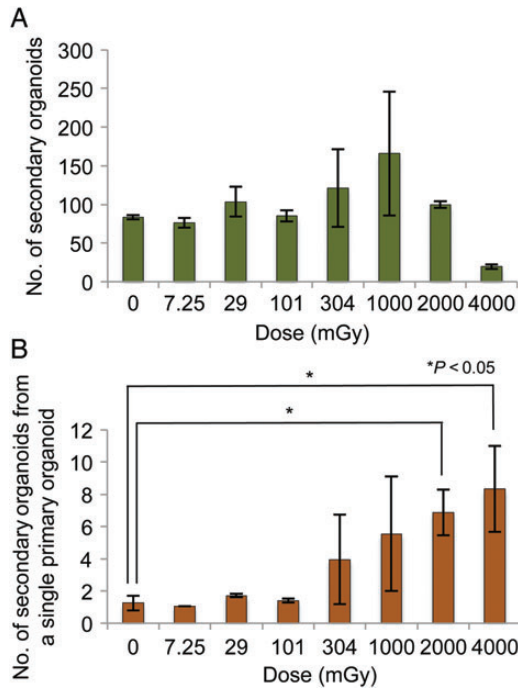 A
No. of secondary organoids
300
250
200
150
100
50
0
0 7.25 29 101 304 1000 2000 4000
Dose (mGy)
B
*P < 0.05
*
*
No. of secondary organoids from
a single primary organoid
12
10
8
6
4
2
0
0 7.25 29 101 304 1000 2000 4000
Dose (mGy)